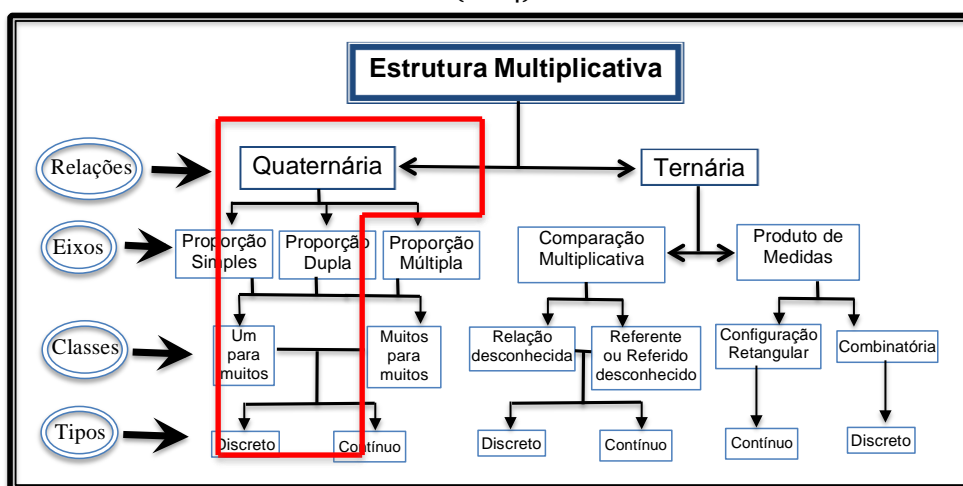 Estrutura Multiplicativa
Relações
Quaternária
Ternária
Eixos
Proporção
Simples
Proporção
Dupla
Proporção
Múltipla
Comparação
Multiplicativa
Produto de
Medidas
Classes
Um
para
muitos
Muitos
para
muitos
Relação
desconhecida
Referente
ou Referido
desconhecido
Configuração
Retangular
Combinatória
Tipos
Discreto
Contínuo
Discreto
Contínuo
Contínuo
Discreto